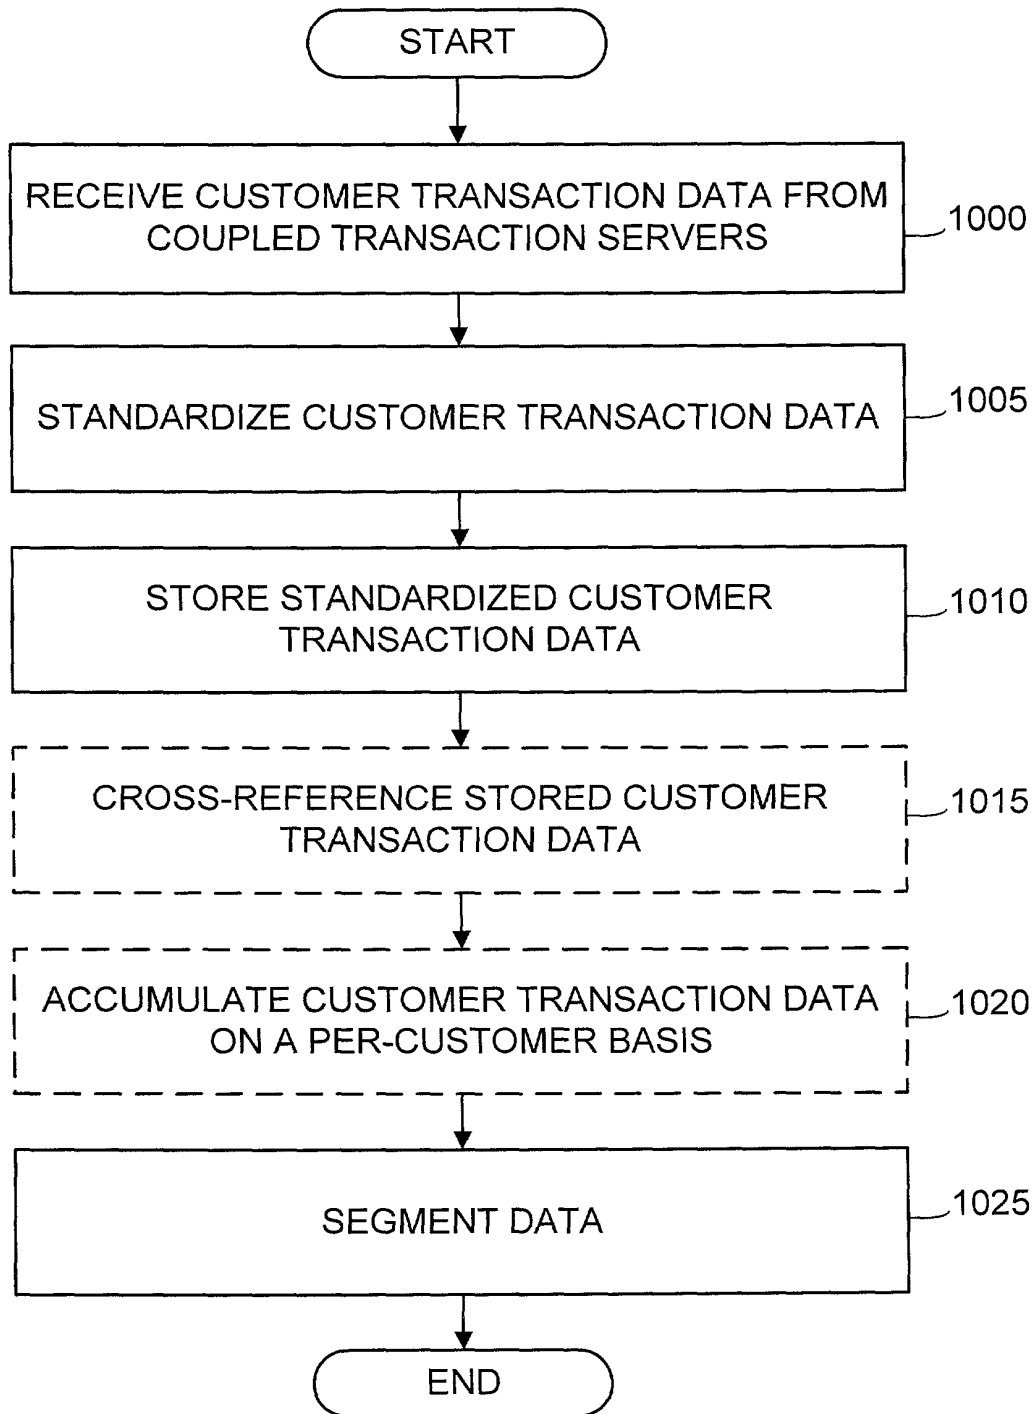 START
RECEIVE CUSTOMER TRANSACTION DATA FROM
COUPLED TRANSACTION SERVERS
1000
STANDARDIZE CUSTOMER TRANSACTION DATA
1005
STORE STANDARDIZED CUSTOMER
TRANSACTION DATA
1010
CROSS-REFERENCE STORED CUSTOMER
TRANSACTION DATA
1015
ACCUMULATE CUSTOMER TRANSACTION DATA
ON A PER-CUSTOMER BASIS
1020
SEGMENT DATA
1025
END